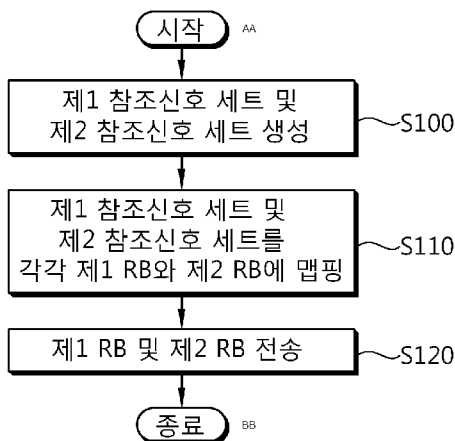 시작 AA
제1 참조신호 세트 및
제2 참조신호 세트 생성
S100
제1 참조신호 세트 및
제2 참조신호 세트를
각각 제1 RB와 제2 RB에 맵핑
S110
제1 RB 및 제2 RB 전송
S120
종료 BB